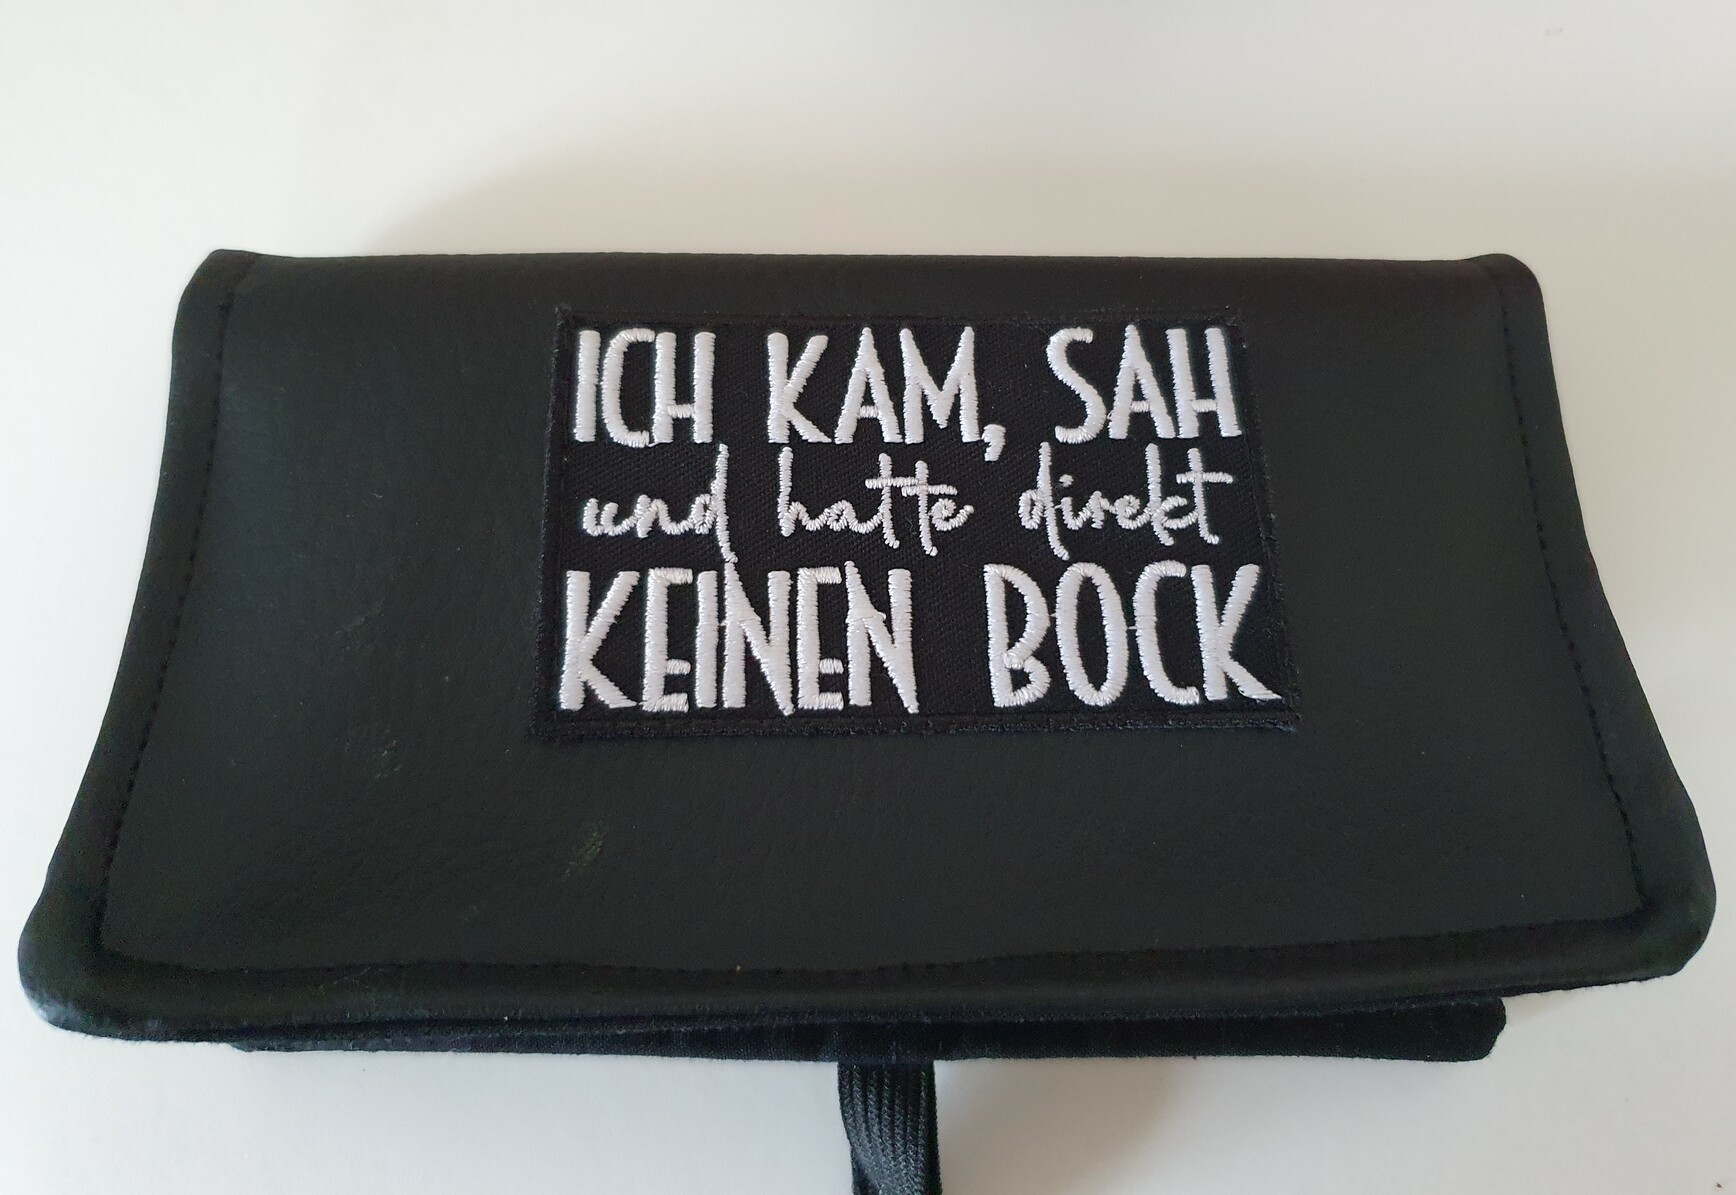 ICH KAM, SAH
und hatte direkt
KEINEN BOCK